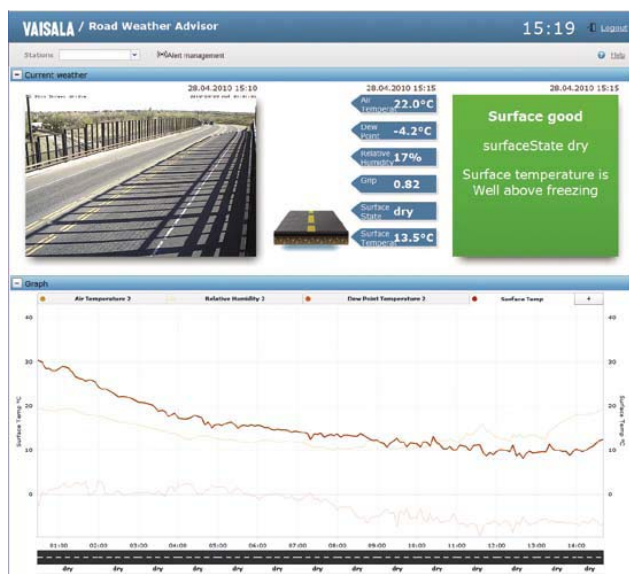 VAISALA / Road Weather Advisor
15:19
Logout
Stations
Alert management
Help
Current weather
28.04.2010 15:10
28.04.2010 15:15
28.04.2010 15:15
Air Temperat 22.0°C
Dew Point -4.2°C
Relative Humidity 17%
Grip 0.82
Surface State dry
Surface Temperat 13.5°C
Surface good
surfaceState dry
Surface temperature is
Well above freezing
Graph
Air Temperature 2
Relative Humidity 2
Dew Point Temperature 2
Surface Temp
40
30
20
10
0
Surface Temp °C
40
30
20
10
0
Surface Temp °C
01:00 02:00 03:00 04:00 05:00 06:00 07:00 08:00 09:00 10:00 11:00 12:00 13:00 14:00
dry dry dry dry dry dry dry dry dry dry dry dry